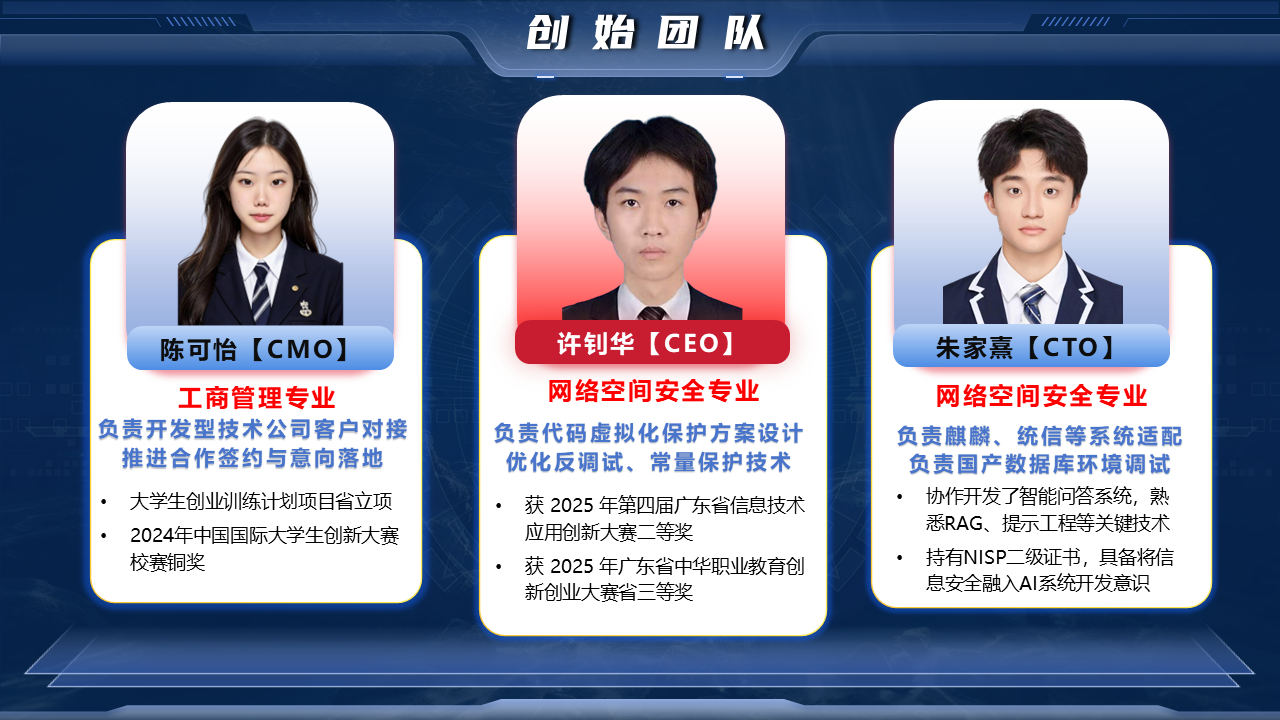 创始团队
陈可怡【CMO】
工商管理专业
负责开发型技术公司客户对接
推进合作签约与意向落地
• 大学生创业训练计划项目省立项
• 2024年中国国际大学生创新大赛
校赛铜奖
许钊华【CEO】
网络空间安全专业
负责代码虚拟化保护方案设计
优化反调试、常量保护技术
• 获 2025 年第四届广东省信息技术
应用创新大赛二等奖
• 获 2025 年广东省中华职业教育创
新创业大赛省三等奖
朱家熹【CTO】
网络空间安全专业
负责麒麟、统信等系统适配
负责国产数据库环境调试
• 协作开发了智能问答系统，熟
悉RAG、提示工程等关键技术
• 持有NISP二级证书，具备将信
息安全融入AI系统开发意识